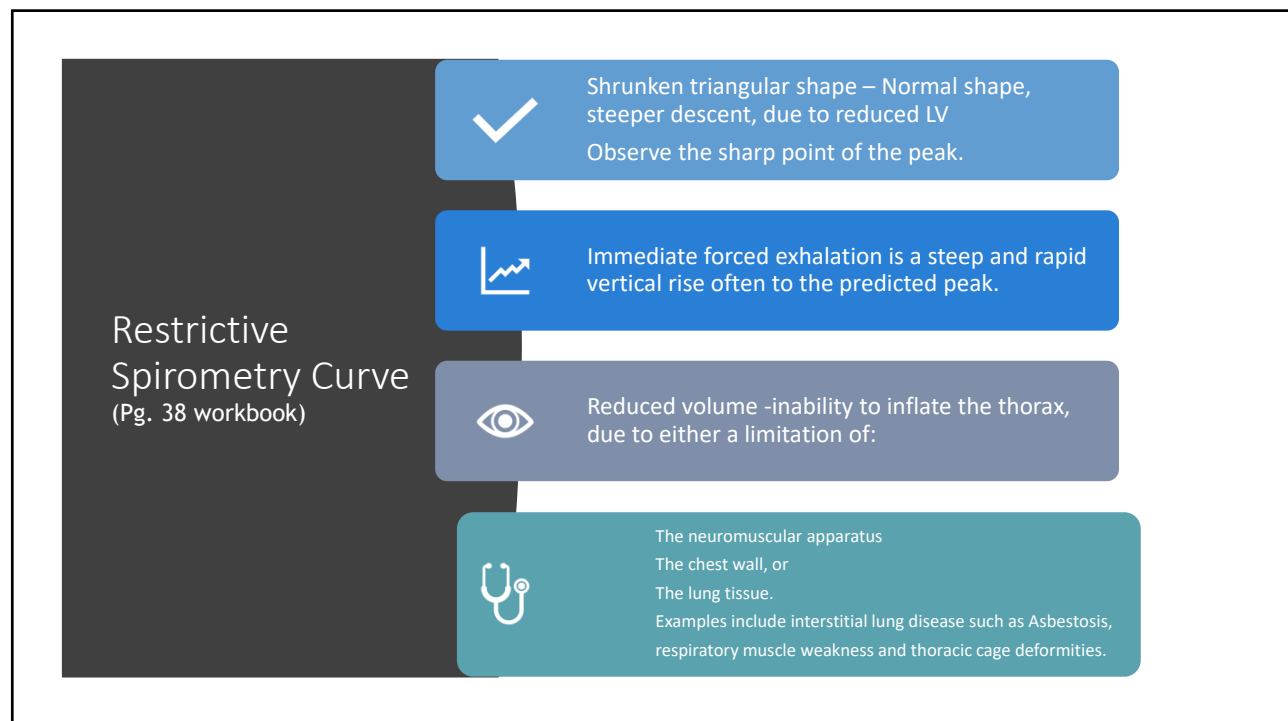 Restrictive
Spirometry Curve
(Pg. 38 workbook)
Shrunken triangular shape – Normal shape,
steeper descent, due to reduced LV
Observe the sharp point of the peak.
Immediate forced exhalation is a steep and rapid
vertical rise often to the predicted peak.
Reduced volume -inability to inflate the thorax,
due to either a limitation of:
The neuromuscular apparatus
The chest wall, or
The lung tissue.
Examples include interstitial lung disease such as Asbestosis,
respiratory muscle weakness and thoracic cage deformities.